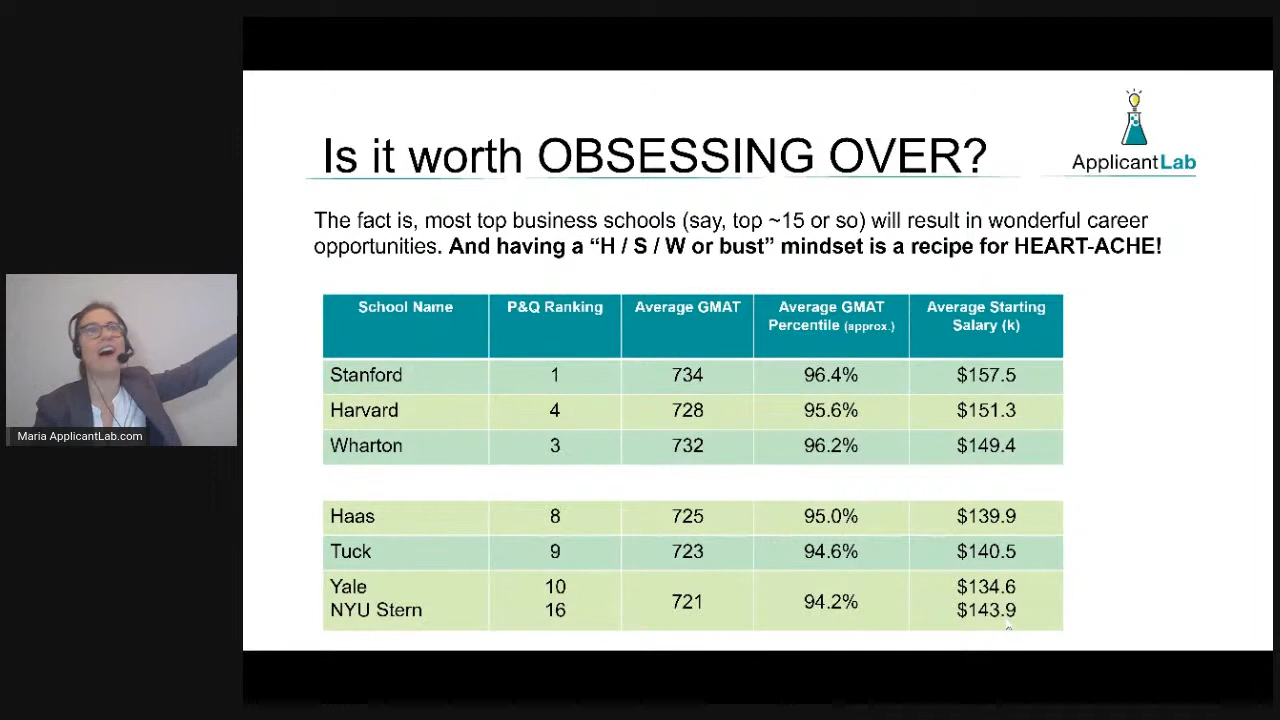 Is it worth OBSESSING OVER?
ApplicantLab
The fact is, most top business schools (say, top ~15 or so) will result in wonderful career
opportunities. And having a “H / S / W or bust” mindset is a recipe for HEART-ACHE!
School Name P&Q Ranking Average GMAT Average GMAT Percentile (approx.) Average Starting Salary (k)
Stanford 1 734 96.4% $157.5
Harvard 4 728 95.6% $151.3
Wharton 3 732 96.2% $149.4
Haas 8 725 95.0% $139.9
Tuck 9 723 94.6% $140.5
Yale 10 $134.6
721 94.2%
NYU Stern 16 $143.9
Maria ApplicantLab.com